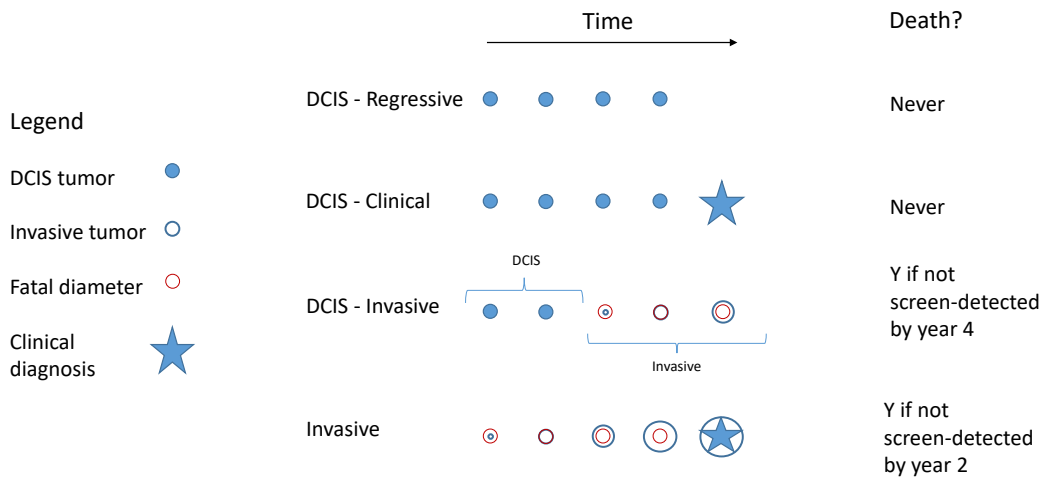 Time
Death?
DCIS - Regressive
Never
Legend
DCIS tumor
DCIS - Clinical
Never
Invasive tumor
DCIS
Fatal diameter
DCIS - Invasive
Y if not
screen-detected
by year 4
Clinical
diagnosis
Invasive
Invasive
Y if not
screen-detected
by year 2